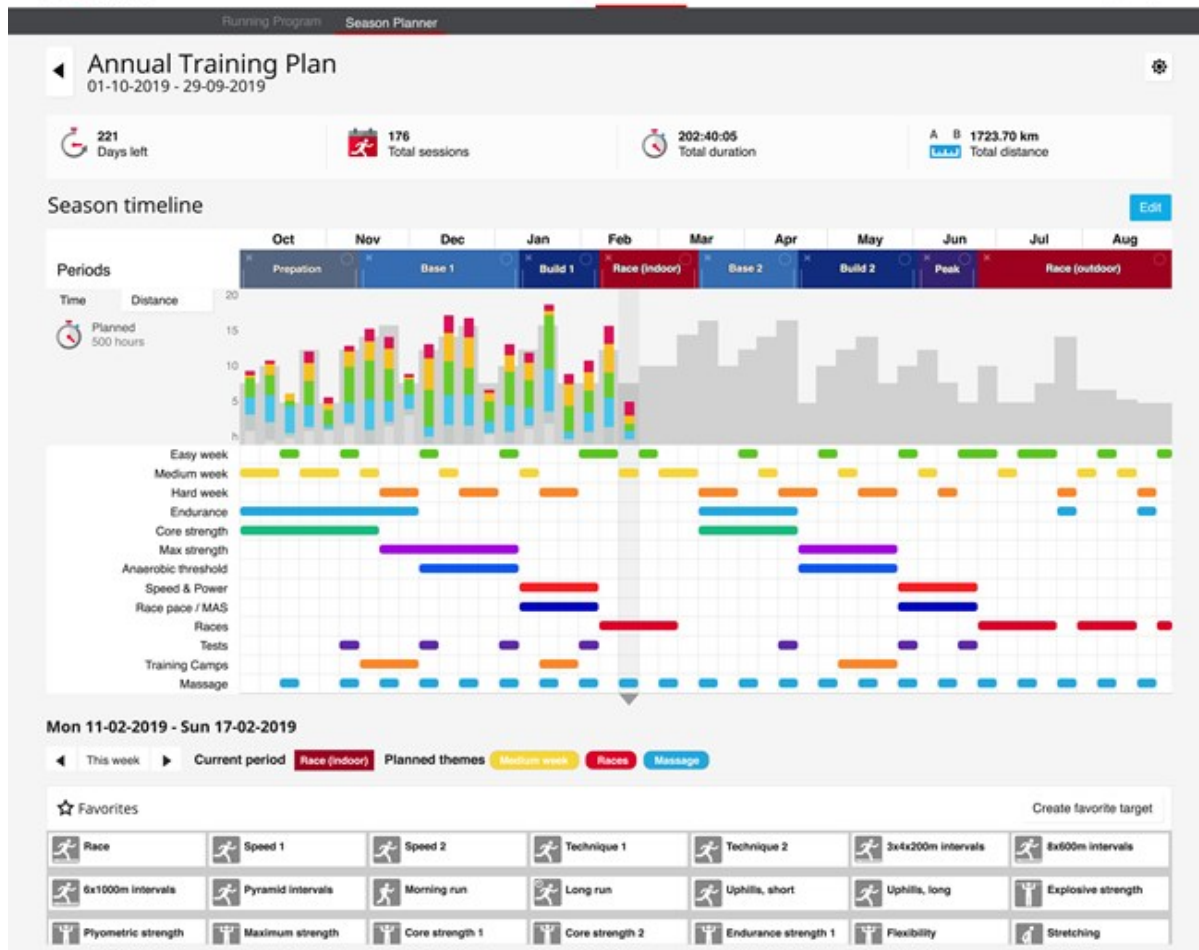 Running Program Season Planner
Annual Training Plan
01-10-2019 - 29-09-2019
221
Days left
176
Total sessions
202:40:05
Total duration
A B 1723.70 km
Total distance
Season timeline
Edit
Oct Nov Dec Jan Feb Mar Apr May Jun Jul Aug
Periods
Prepation Base 1 Build 1 Race (indoor) Base 2 Build 2 Peak Race (outdoor)
Time Distance
Planned
500 hours
20
15
10
5
h
Easy week
Medium week
Hard week
Endurance
Core strength
Max strength
Anaerobic threshold
Speed & Power
Race pace / MAS
Races
Tests
Training Camps
Massage
Mon 11-02-2019 - Sun 17-02-2019
This week Current period Race (indoor) Planned themes Medium week Races Massage
Favorites Create favorite target
Race Speed 1 Speed 2 Technique 1 Technique 2 3x4x200m intervals 8x600m intervals
6x1000m intervals Pyramid intervals Morning run Long run Uphills, short Uphills, long Explosive strength
Plyometric strength Maximum strength Core strength 1 Core strength 2 Endurance strength 1 Flexibility Stretching